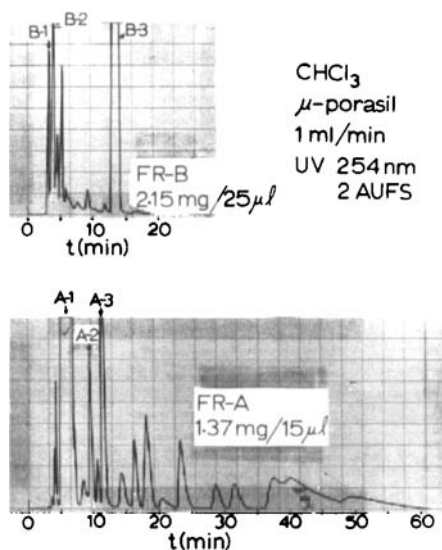 B-1
B-2
B-3
CHCl₃
μ-porasil
1 ml/min
UV 254 nm
2 AUFS
FR-B
2.15 mg/25μl
0 10 20
t(min)
A-1
A-3
A-2
FR-A
1.37 mg/15μl
0 10 20 30 40 50 60
t(min)